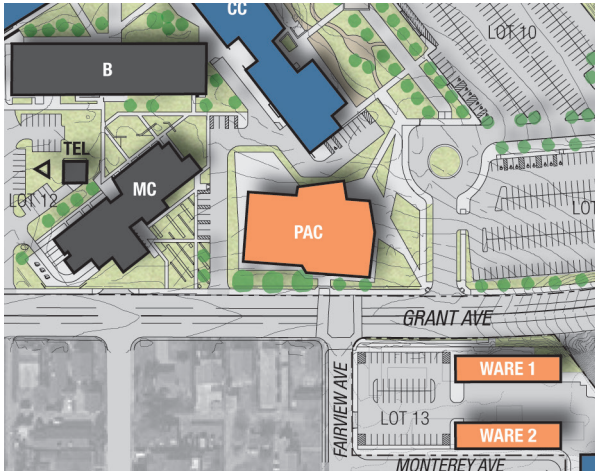 CC
LOT 10
B
TEL
MC
LOT 12
LOT
PAC
GRANT AVE
FAIRVIEW AVE
WARE 1
LOT 13
WARE 2
MONTEREY AVE